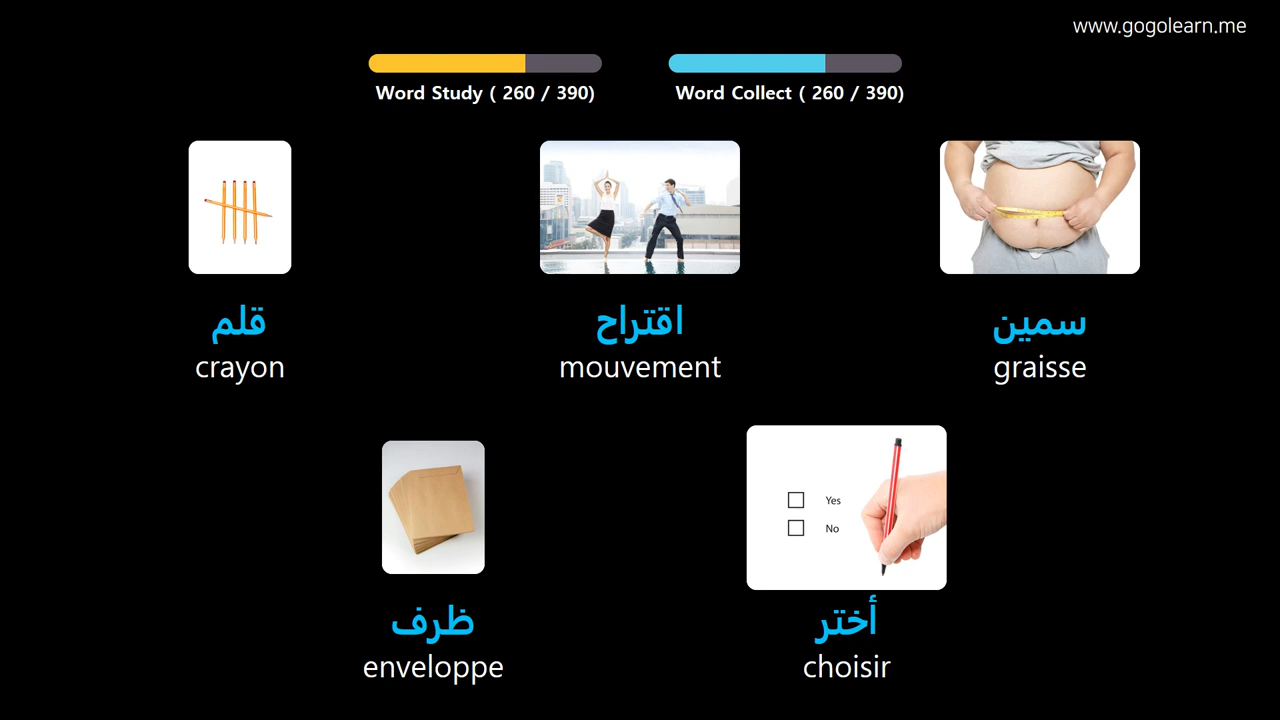 www.gogolearn.me
Word Study ( 260 / 390)
Word Collect ( 260 / 390)
قلم
crayon
اقتراح
mouvement
سمين
graisse
ظرف
enveloppe
Yes
No
أختر
choisir